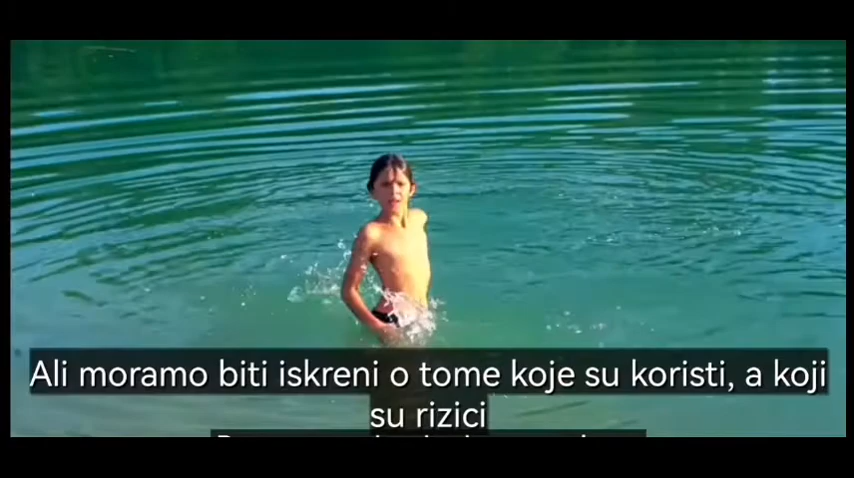 Ali moramo biti iskreni o tome koje su koristi, a koji
su rizici